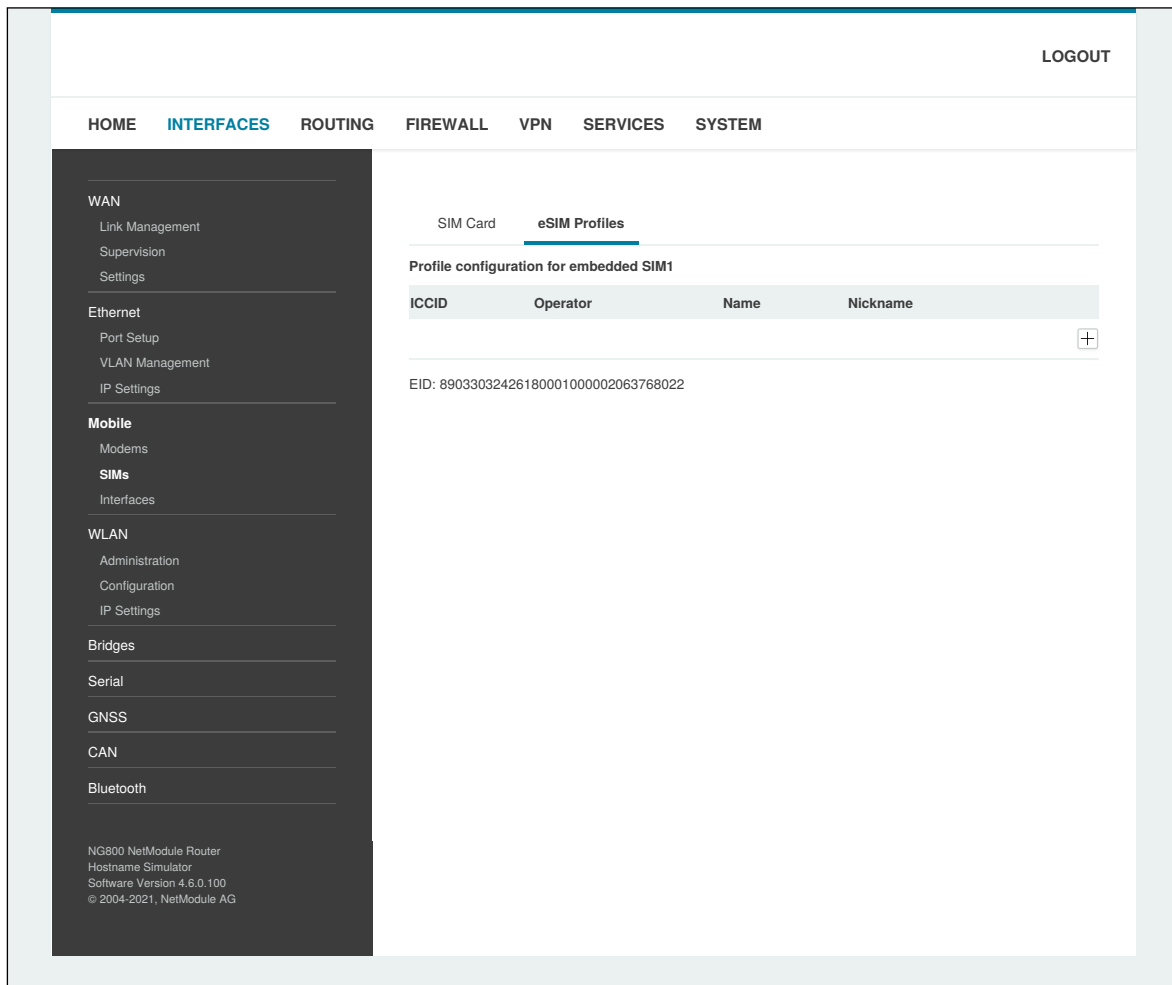 LOGOUT
HOME INTERFACES ROUTING FIREWALL VPN SERVICES SYSTEM
WAN
Link Management
Supervision
Settings
Ethernet
Port Setup
VLAN Management
IP Settings
Mobile
Modems
SIMs
Interfaces
WLAN
Administration
Configuration
IP Settings
Bridges
Serial
GNSS
CAN
Bluetooth
NG800 NetModule Router
Hostname Simulator
Software Version 4.6.0.100
© 2004-2021, NetModule AG
SIM Card eSIM Profiles
Profile configuration for embedded SIM1
ICCID Operator Name Nickname
EID: 89033032426180001000002063768022